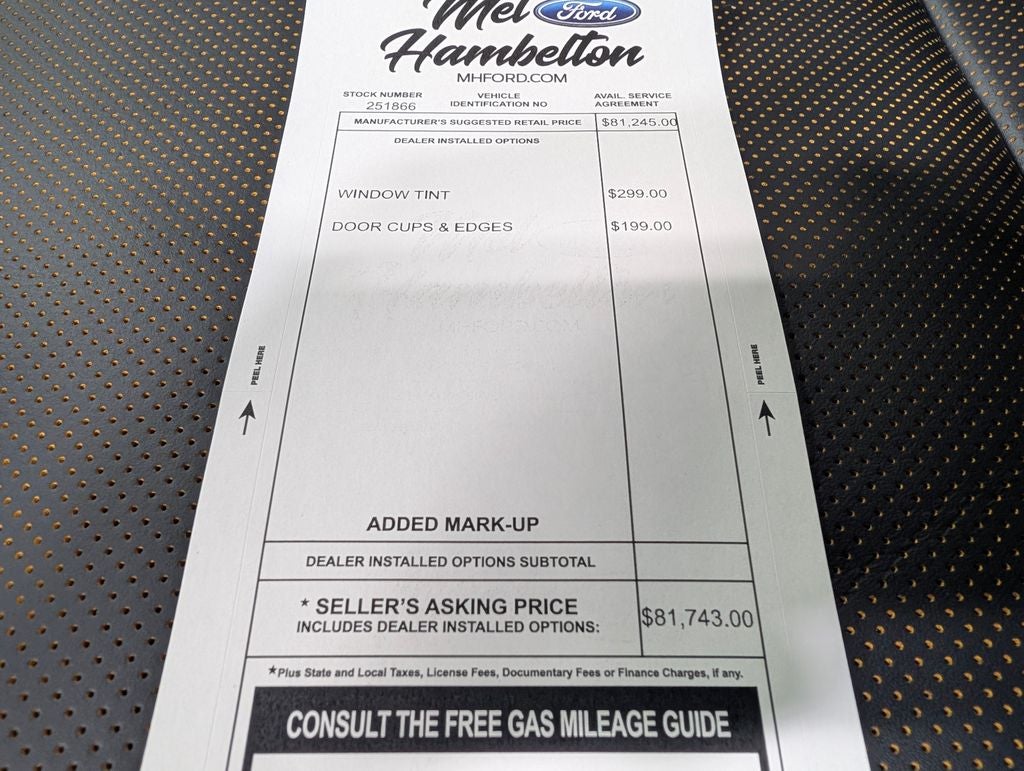 Mel Ford
Hambelton
MHFORD.COM
STOCK NUMBER
251866
VEHICLE
IDENTIFICATION NO
AVAIL. SERVICE
AGREEMENT
MANUFACTURER'S SUGGESTED RETAIL PRICE $81,245.00
DEALER INSTALLED OPTIONS
WINDOW TINT $299.00
DOOR CUPS & EDGES $199.00
Hambelton
MHFORD.COM
PEEL HERE
PEEL HERE
ADDED MARK-UP
DEALER INSTALLED OPTIONS SUBTOTAL
* SELLER'S ASKING PRICE
INCLUDES DEALER INSTALLED OPTIONS: $81,743.00
*Plus State and Local Taxes, License Fees, Documentary Fees or Finance Charges, if any.
CONSULT THE FREE GAS MILEAGE GUIDE